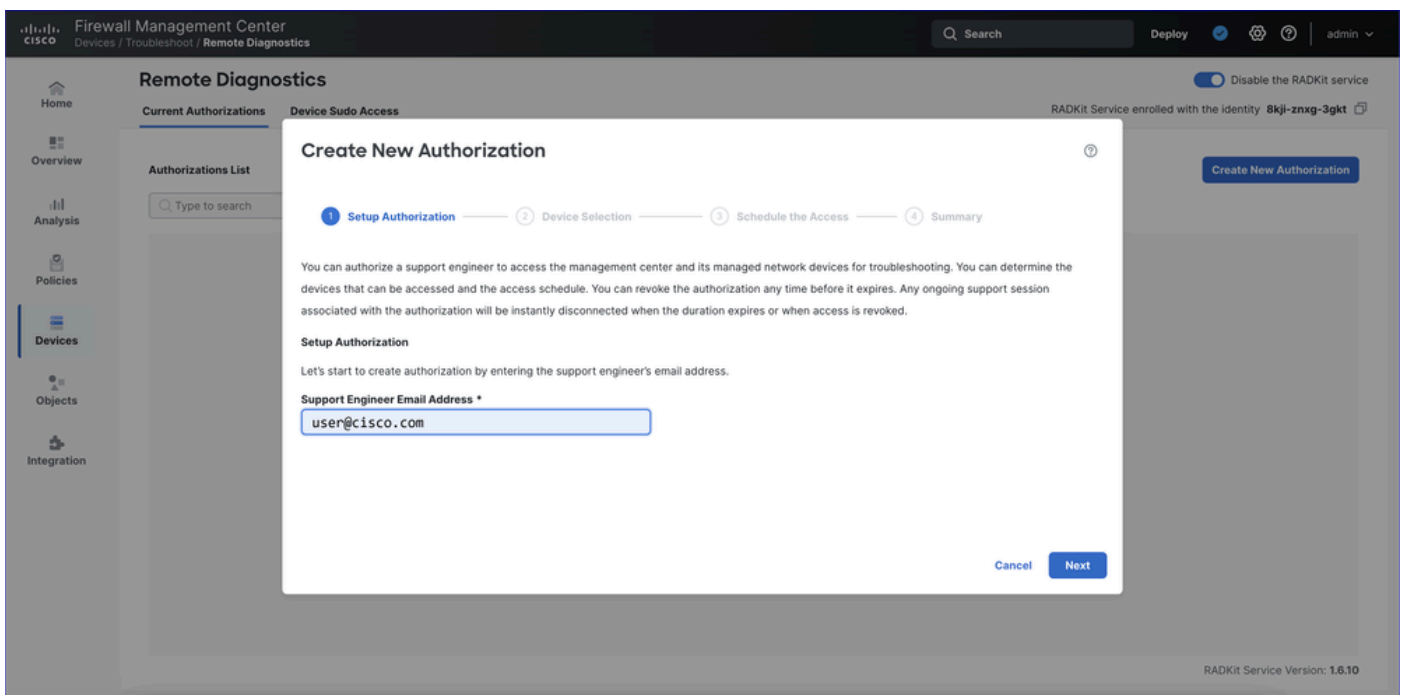 Firewall Management Center
CISCO
Devices / Troubleshoot / Remote Diagnostics
Search
Deploy
admin
Home
Overview
Analysis
Policies
Devices
Objects
Integration
Remote Diagnostics
Disable the RADKit service
Current Authorizations
Device Sudo Access
RADKit Service enrolled with the identity 8kji-znxg-3gkt
Authorizations List
Create New Authorization
Type to search
Create New Authorization
1 Setup Authorization
2 Device Selection
3 Schedule the Access
4 Summary
You can authorize a support engineer to access the management center and its managed network devices for troubleshooting. You can determine the
devices that can be accessed and the access schedule. You can revoke the authorization any time before it expires. Any ongoing support session
associated with the authorization will be instantly disconnected when the duration expires or when access is revoked.
Setup Authorization
Let's start to create authorization by entering the support engineer's email address.
Support Engineer Email Address *
user@cisco.com
Cancel
Next
RADKit Service Version: 1.6.10